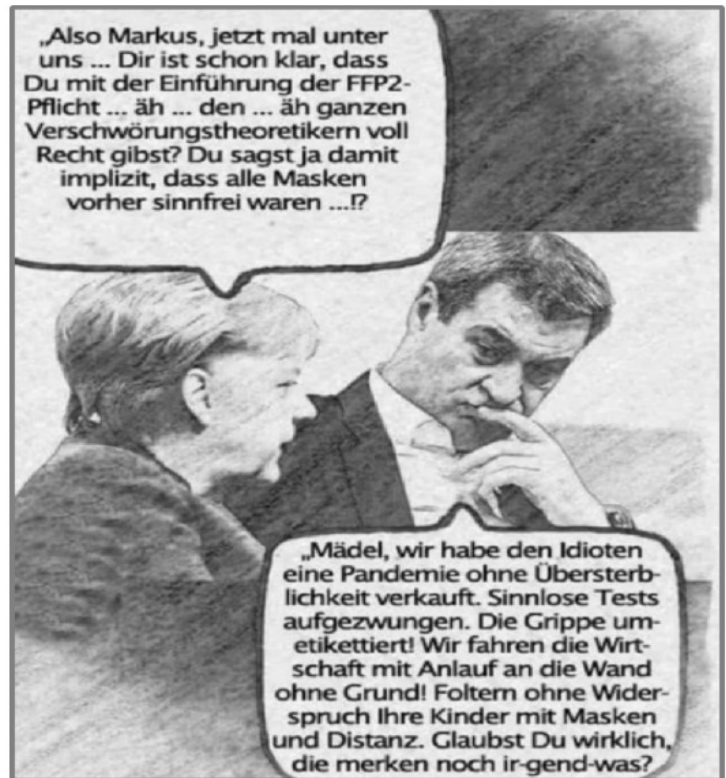 „Also Markus, jetzt mal unter
uns ... Dir ist schon klar, dass
Du mit der Einführung der FFP2-
Pflicht ... äh ... den ... äh ganzen
Verschwörungstheoretikern voll
Recht gibst? Du sagst ja damit
implizit, dass alle Masken
vorher sinnfrei waren ...!?
„Mädel, wir habe den Idioten
eine Pandemie ohne Übersterb-
lichkeit verkauft. Sinnlose Tests
aufgezwungen. Die Grippe um-
etikettiert! Wir fahren die Wirt-
schaft mit Anlauf an die Wand
ohne Grund! Foltern ohne Wider-
spruch Ihre Kinder mit Masken
und Distanz. Glaubst Du wirklich,
die merken noch ir-gend-was?